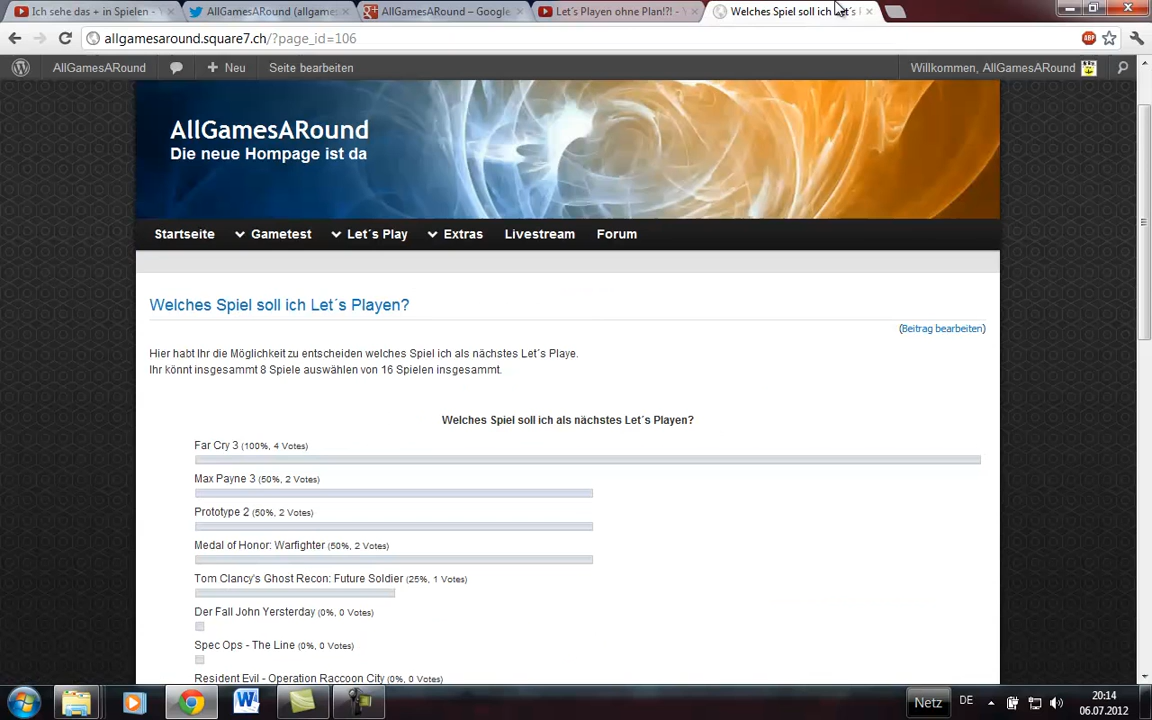 Ich sehe das + in Spielen -
AllGamesARound (allgame:
AllGamesARound – Google
Let´s Playen ohne Plan!?! -
Welches Spiel soll ich Let´s
allgamesaround.square7.ch/?page_id=106
ABP
AllGamesARound
+ Neu
Seite bearbeiten
Willkommen, AllGamesARound
AllGamesARound
Die neue Hompage ist da
Startseite
Gametest
Let´s Play
Extras
Livestream
Forum
Welches Spiel soll ich Let´s Playen?
(Beitrag bearbeiten)
Hier habt Ihr die Möglichkeit zu entscheiden welches Spiel ich als nächstes Let´s Playe.
Ihr könnt insgesammt 8 Spiele auswählen von 16 Spielen insgesammt.
Welches Spiel soll ich als nächstes Let´s Playen?
Far Cry 3 (100%, 4 Votes)
Max Payne 3 (50%, 2 Votes)
Prototype 2 (50%, 2 Votes)
Medal of Honor: Warfighter (50%, 2 Votes)
Tom Clancy's Ghost Recon: Future Soldier (25%, 1 Votes)
Der Fall John Yersterday (0%, 0 Votes)
Spec Ops - The Line (0%, 0 Votes)
Resident Evil - Operation Raccoon City (0%, 0 Votes)
Netz
DE
20:14
06.07.2012